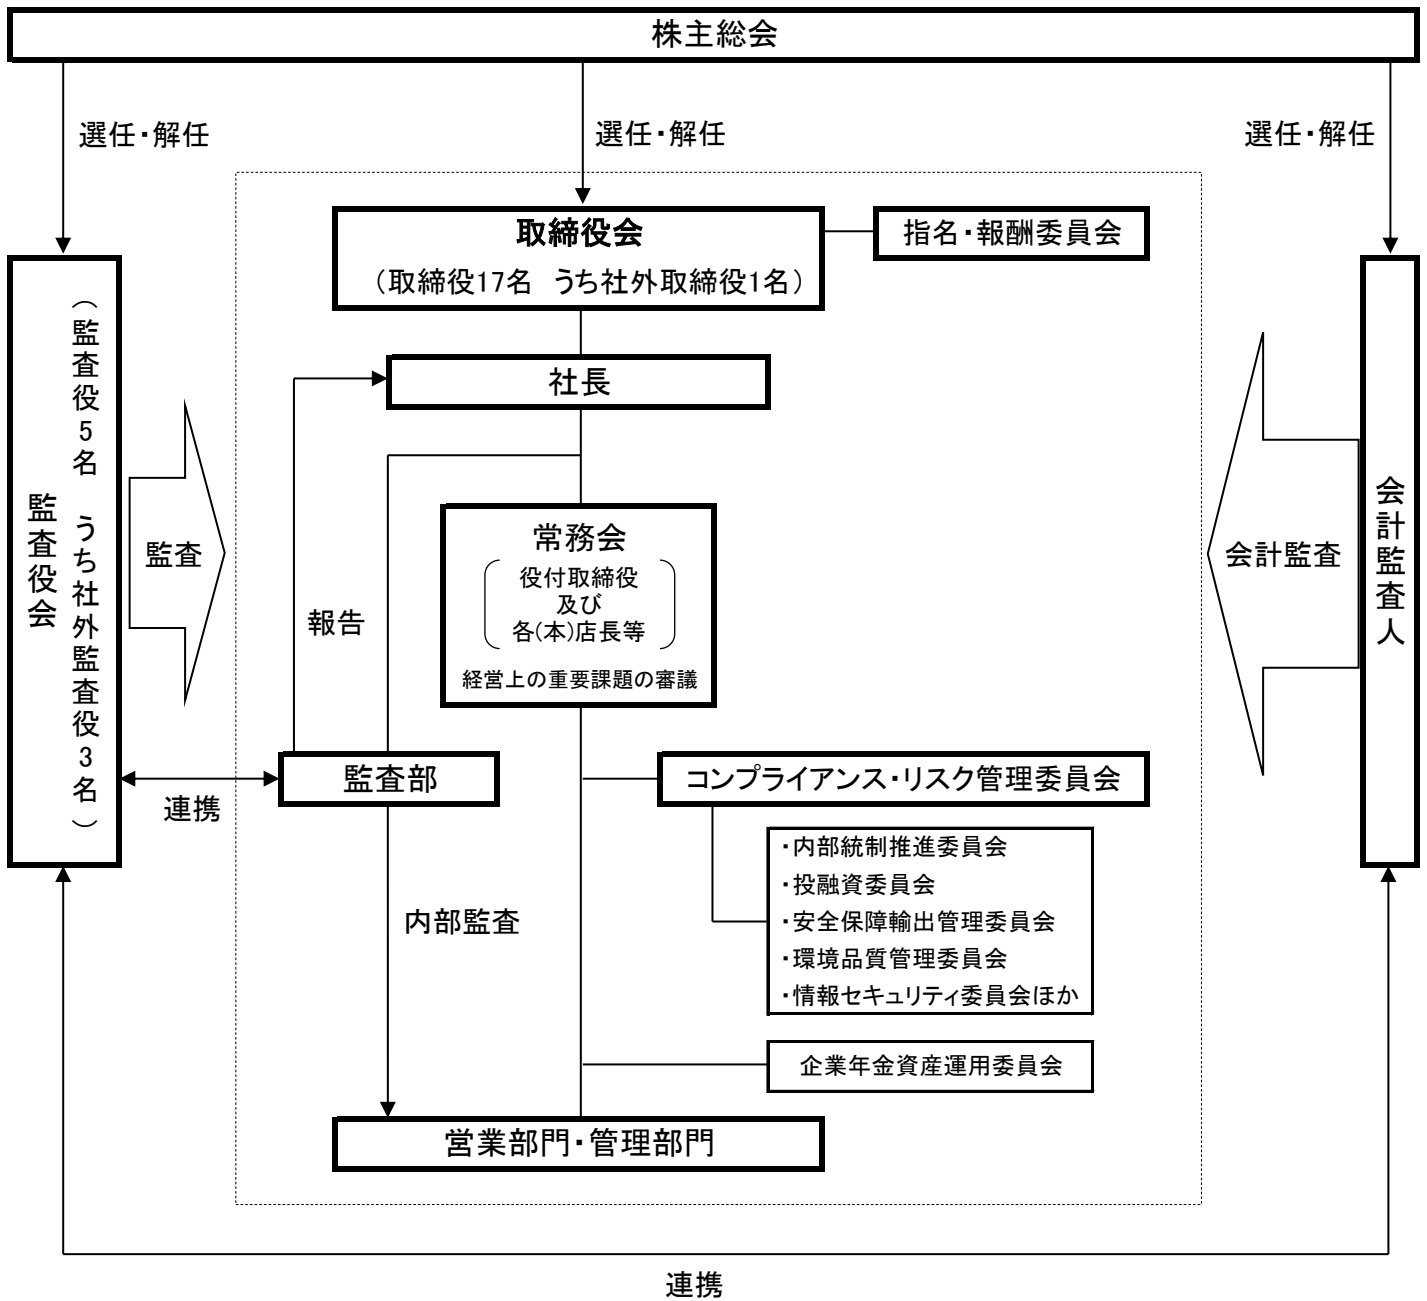 株主総会
選任・解任
選任・解任
選任・解任
取締役会
（取締役17名　うち社外取締役1名）
指名・報酬委員会
社長
監査役会
（監査役5名　うち社外監査役3名）
監査
報告
常務会
役付取締役
及び
各(本)店長等
経営上の重要課題の審議
会計監査
会計監査人
監査部
連携
コンプライアンス・リスク管理委員会
・内部統制推進委員会
・投融資委員会
・安全保障輸出管理委員会
・環境品質管理委員会
・情報セキュリティ委員会ほか
内部監査
企業年金資産運用委員会
営業部門・管理部門
連携